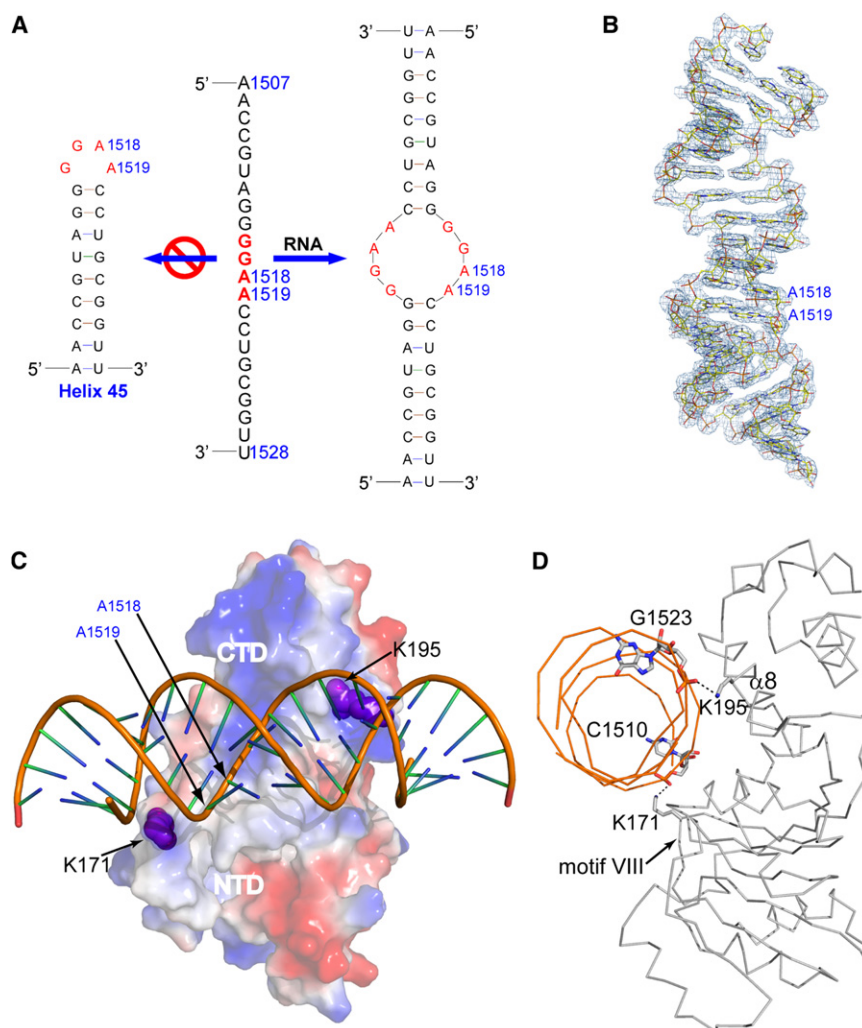 A
5' A1507
A
C
C
G
U
A
G
G
G
G
A1518
A1519
C
C
U
G
C
G
G
U
3' U1528
G A1518
G A1519
G C
G C
A U
U G
G C
C G
C G
A U
5' A U 3'
Helix 45
RNA
3' U A 5'
U A
G C
G C
C G
G U
U A
C G
C G
A G
A A1518
G A1519
G C
G C
A U
U G
G C
C G
C G
A U
5' A U 3'
B
A1518
A1519
C
A1518
A1519
CTD
K195
K171
NTD
D
G1523
α8
K195
C1510
K171
motif VIII